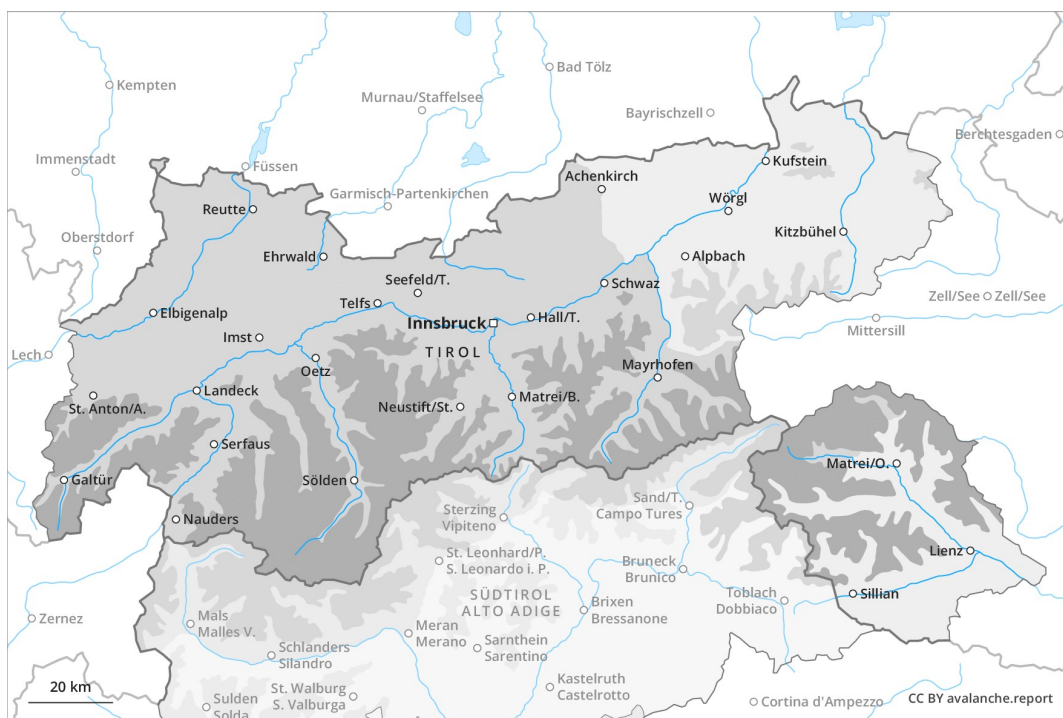 Kempten
Bad Tölz
Murnau/Staffelsee
Bayrischzell
Berchtesgaden
Immenstadt
Füssen
Kufstein
Garmisch-Partenkirchen
Achenkirch
Reutte
Wörgl
Oberstdorf
Kitzbühel
Ehrwald
Alpbach
Seefeld/T.
Schwaz
Telfs
Zell/See
Zell/See
Elbigenalp
Innsbruck
Hall/T.
Mittersill
Imst
Lech
TIROL
Oetz
Mayrhofen
Landeck
St. Anton/A.
Neustift/St.
Matrei/B.
Serfaus
Matrei/O.
Galtür
Sölden
Sand/T.
Campo Tures
Nauders
Sterzing
Vipiteno
Lienz
St. Leonhard/P.
S. Leonardo i. P.
Bruneck
Brunico
SÜDTIROL
ALTO ADIGE
Sillian
Toblach
Dobbiaco
Brixen
Bressanone
Zernez
Mals
Malles V.
Meran
Merano
Sarnthein
Sarentino
Schlanders
Silandro
20 km
St. Walburg
S. Valburga
Kastelruth
Castelrotto
Sulden
Solda
Cortina d'Ampezzo
CC BY avalanche.report